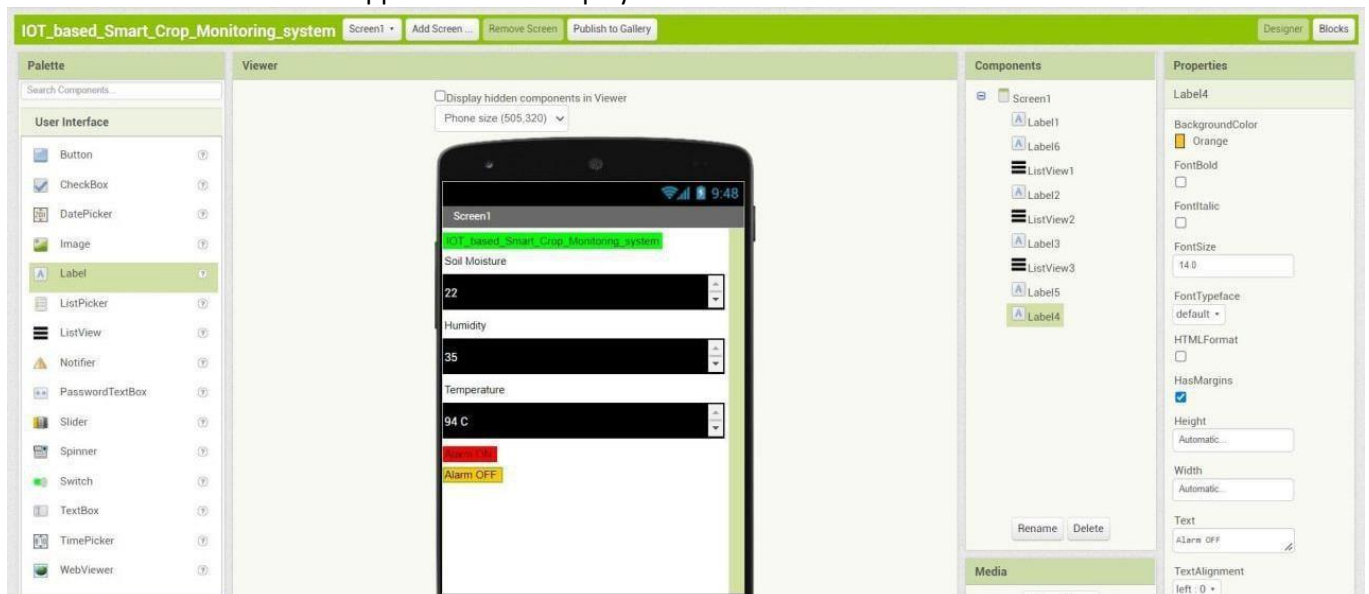 IOT_based_Smart_Crop_Monitoring_system Screen1 Add Screen ... Remove Screen Publish to Gallery Designer Blocks
Palette
Search Components...
User Interface
Button
CheckBox
DatePicker
Image
Label
ListPicker
ListView
Notifier
PasswordTextBox
Slider
Spinner
Switch
TextBox
TimePicker
WebViewer
Viewer
Display hidden components in Viewer
Phone size (505,320)
9:48
Screen1
IOT_based_Smart_Crop_Monitoring_system
Soil Moisture
22
Humidity
35
Temperature
94 C
Alarm ON
Alarm OFF
Components
Screen1
Label1
Label6
ListView1
Label2
ListView2
Label3
ListView3
Label5
Label4
Rename Delete
Media
Properties
Label4
BackgroundColor
Orange
FontBold
FontItalic
FontSize
14.0
FontTypeface
default
HTMLFormat
HasMargins
Height
Automatic...
Width
Automatic...
Text
Alarm OFF
TextAlignment
left : 0